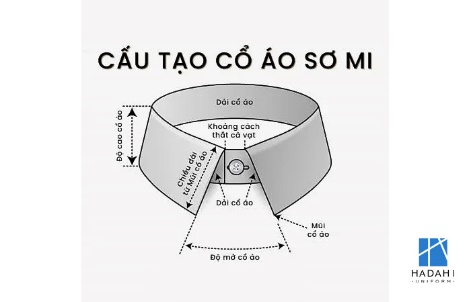 CẤU TẠO CỔ ÁO SƠ MI
Dải cổ áo
Khoảng cách
thắt cà vạt
Độ cao cổ áo
Chiều dài
từ Mũi cổ áo
Dải cổ áo
Mũi
cổ áo
Độ mở cổ áo
HADAHI
UNIFORM